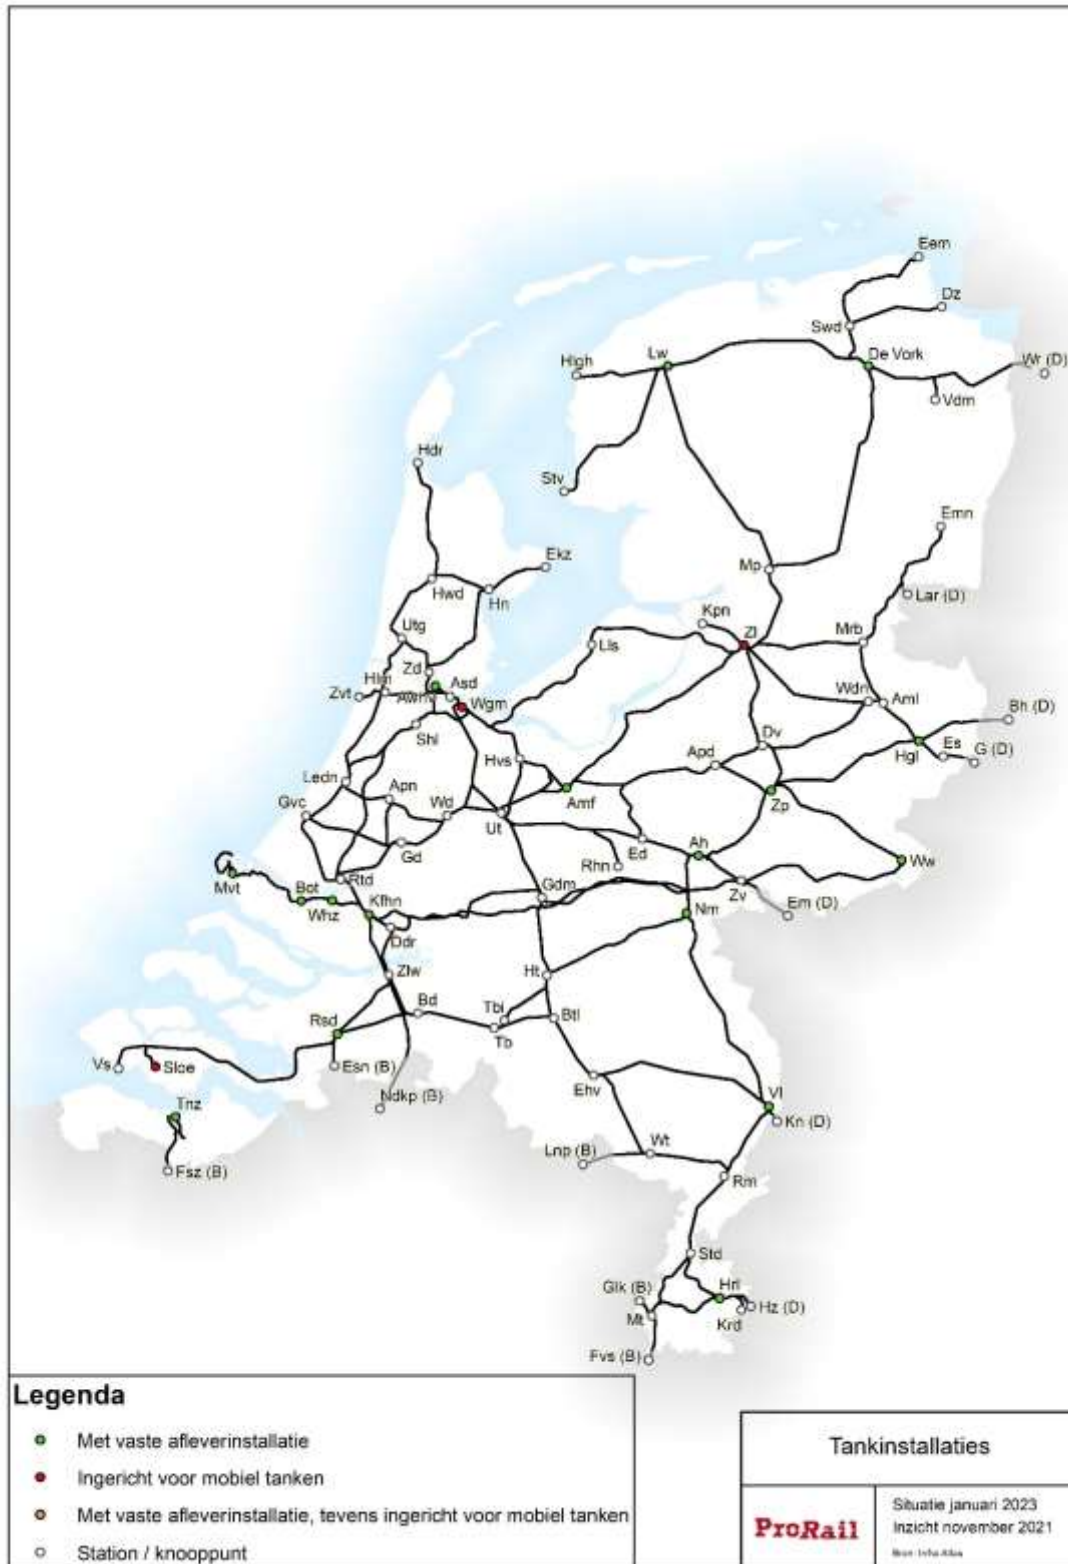 Eem
Dz
Swd
De Vork
Wr (D)
Lw
Hlgh
Vdm
Hdr
Stv
Emn
Ekz
Mp
Hwd
Hn
Lar (D)
Kpn
Utg
Zl
Mrb
Lls
Zd
Hlm
Asd
Zvt
Wgm
Wdn
Aml
Bh (D)
Shl
Dv
Es
G (D)
Hvs
Apd
Hgl
Ledn
Apn
Amf
Zp
Gvc
Wd
Ut
Gd
Ed
Ah
Ww
Rhn
Mvt
Rtd
Zv
Bot
Gdm
Em (D)
Whz
Kfhn
Nm
Ddr
Zlw
Ht
Bd
Tbi
Btl
Rsd
Tb
Vs
Sloe
Esn (B)
Ehv
Ndkp (B)
Vl
Tnz
Kn (D)
Wt
Lnp (B)
Fsz (B)
Rm
Std
Glk (B)
Hrl
Hz (D)
Mt
Krd
Fvs (B)
Legenda
Met vaste afleverinstallatie
Ingericht voor mobiel tanken
Met vaste afleverinstallatie, tevens ingericht voor mobiel tanken
Station / knooppunt
Tankinstallaties
ProRail
Situatie januari 2023
Inzicht november 2021
Bron: Infra Atlas